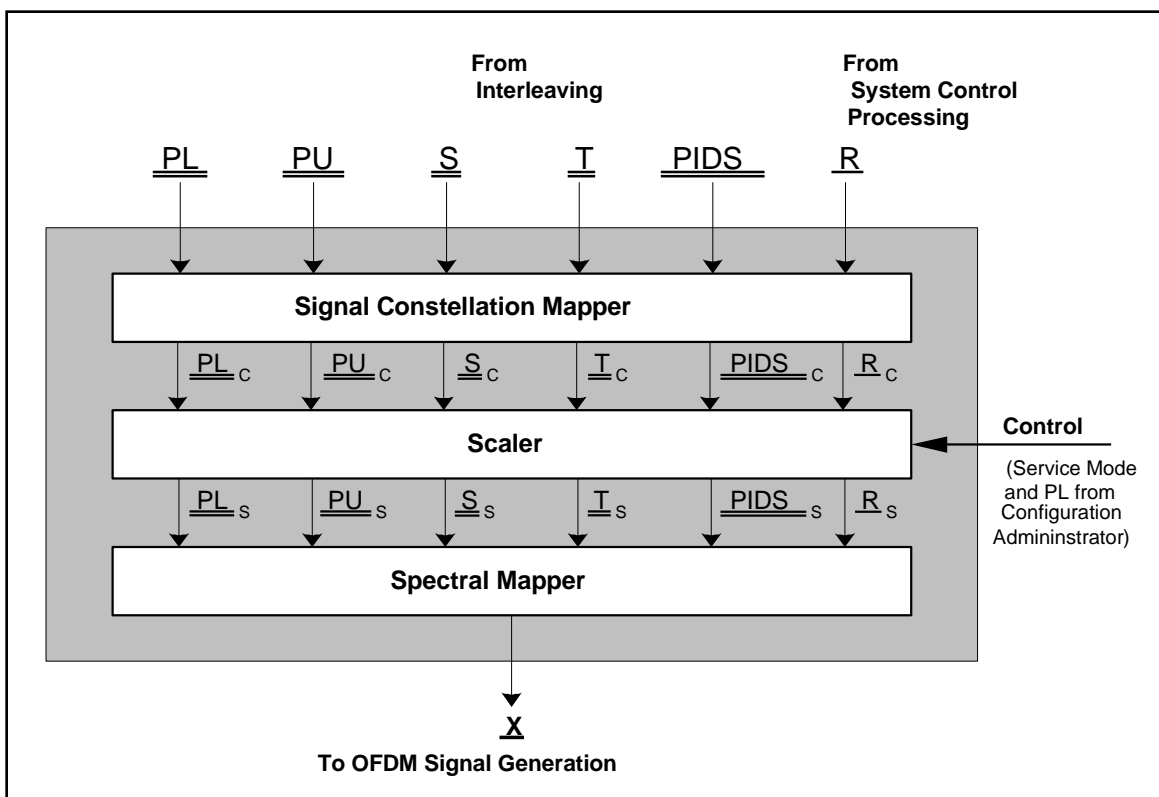 From
Interleaving
From
System Control
Processing
PL PU S T PIDS R
Signal Constellation Mapper
PL C PU C S C T C PIDS C R C
Scaler
Control
(Service Mode
and PL from
Configuration
Admininstrator)
PL S PU S S S T S PIDS S R S
Spectral Mapper
X
To OFDM Signal Generation